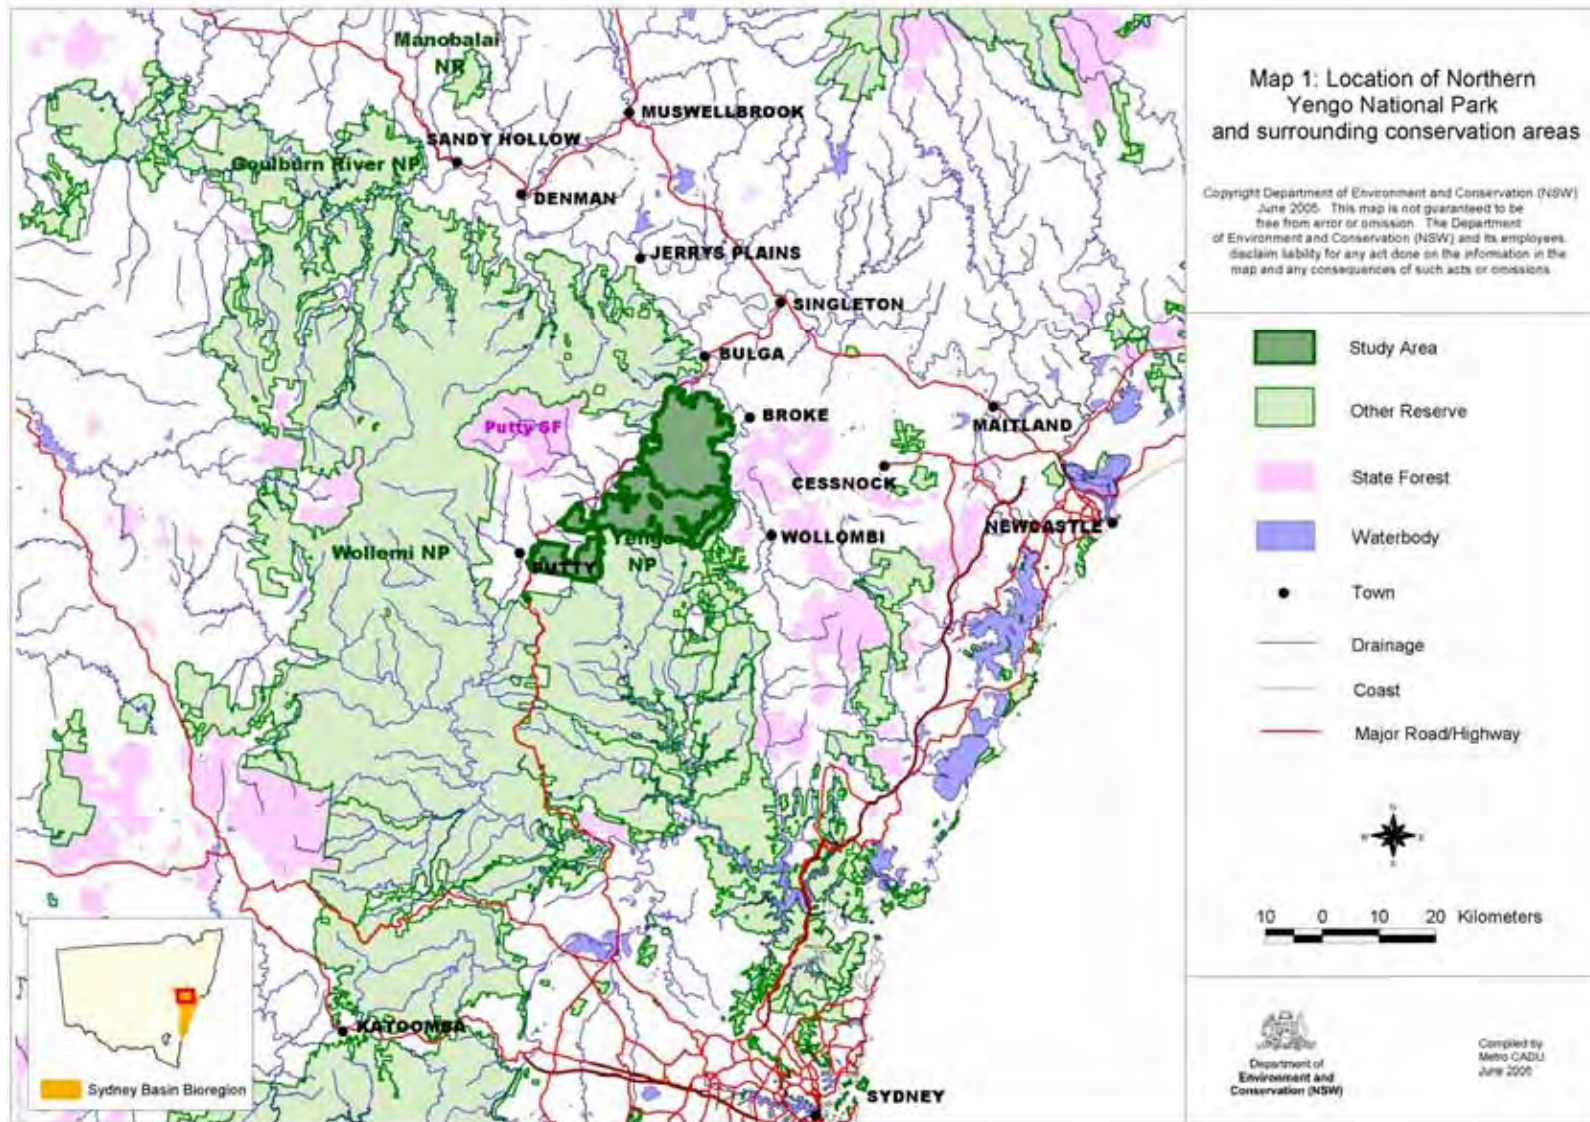 Manobalai
NR
MUSWELLBROOK
SANDY HOLLOW
Goulburn River NP
DENMAN
JERRYS PLAINS
SINGLETON
BULGA
BROKE
Putty SF
MAITLAND
CESSNOCK
NEWCASTLE
WOLLOMBI
Wollemi NP
Yengo
NP
PUTTY
KATOOMBA
SYDNEY
Sydney Basin Bioregion
Map 1: Location of Northern
Yengo National Park
and surrounding conservation areas
Copyright Department of Environment and Conservation (NSW)
June 2005. This map is not guaranteed to be
free from error or omission. The Department
of Environment and Conservation (NSW) and its employees
disclaim liability for any act done on the information in the
map and any consequences of such acts or omissions
Study Area
Other Reserve
State Forest
Waterbody
Town
Drainage
Coast
Major Road/Highway
N
W E
S
10 0 10 20 Kilometers
Department of
Environment and
Conservation (NSW)
Compiled by
Metro CADU
June 2005